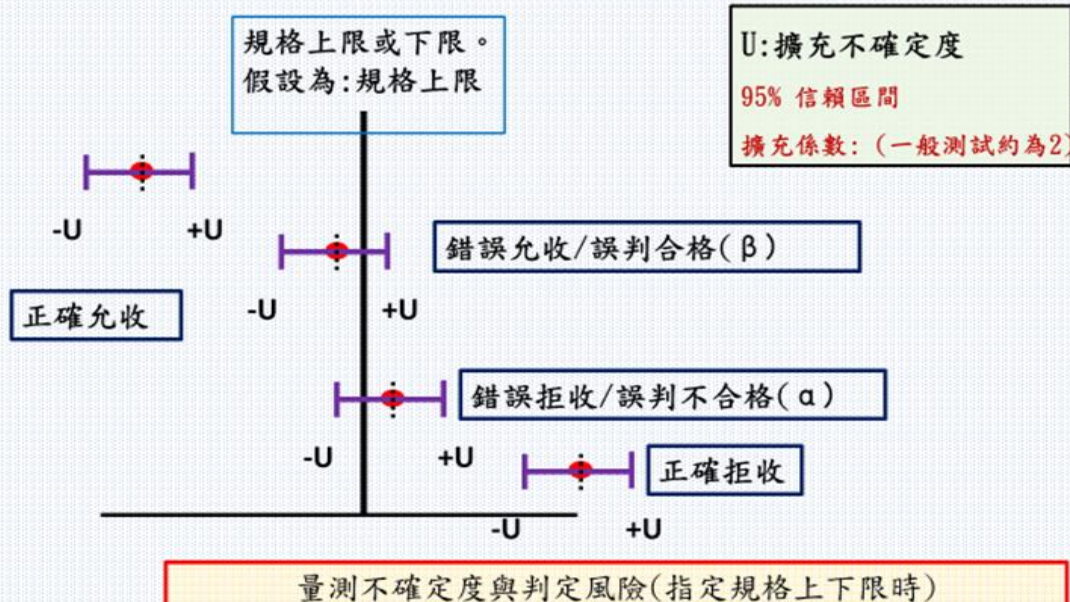 規格上限或下限。
假設為:規格上限
U:擴充不確定度
95% 信賴區間
擴充係數: (一般測試約為2)
-U
+U
錯誤允收/誤判合格(β)
-U
+U
正確允收
錯誤拒收/誤判不合格(α)
-U
+U
正確拒收
-U
+U
量測不確定度與判定風險(指定規格上下限時)